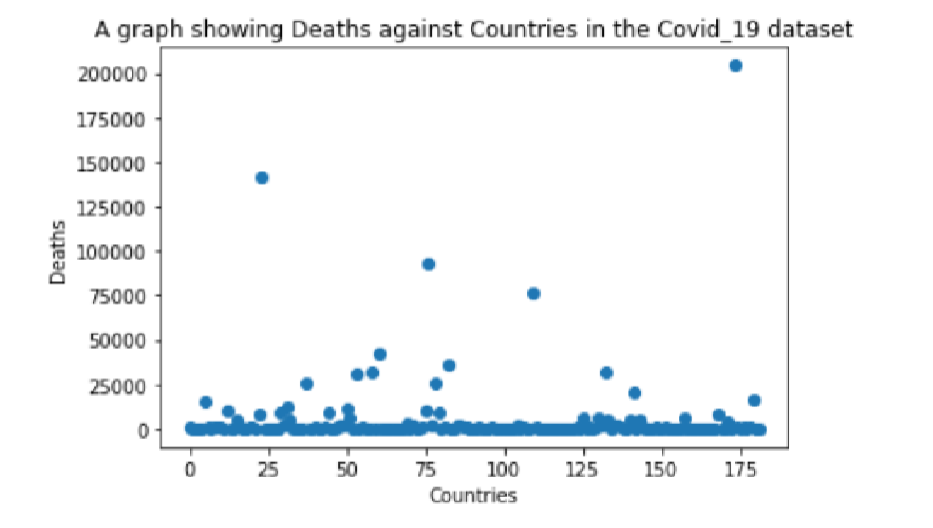 A graph showing Deaths against Countries in the Covid_19 dataset
200000
175000
150000
125000
100000
75000
50000
25000
0
Deaths
0 25 50 75 100 125 150 175
Countries